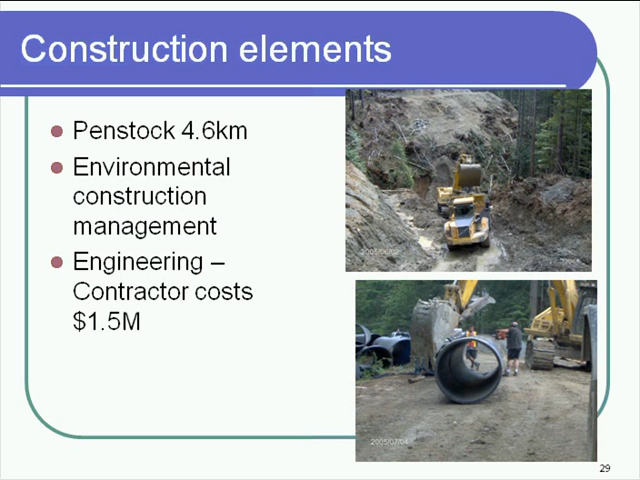 Construction elements
Penstock 4.6km
Environmental
construction
management
Engineering –
Contractor costs
$1.5M
2005/07/04
29